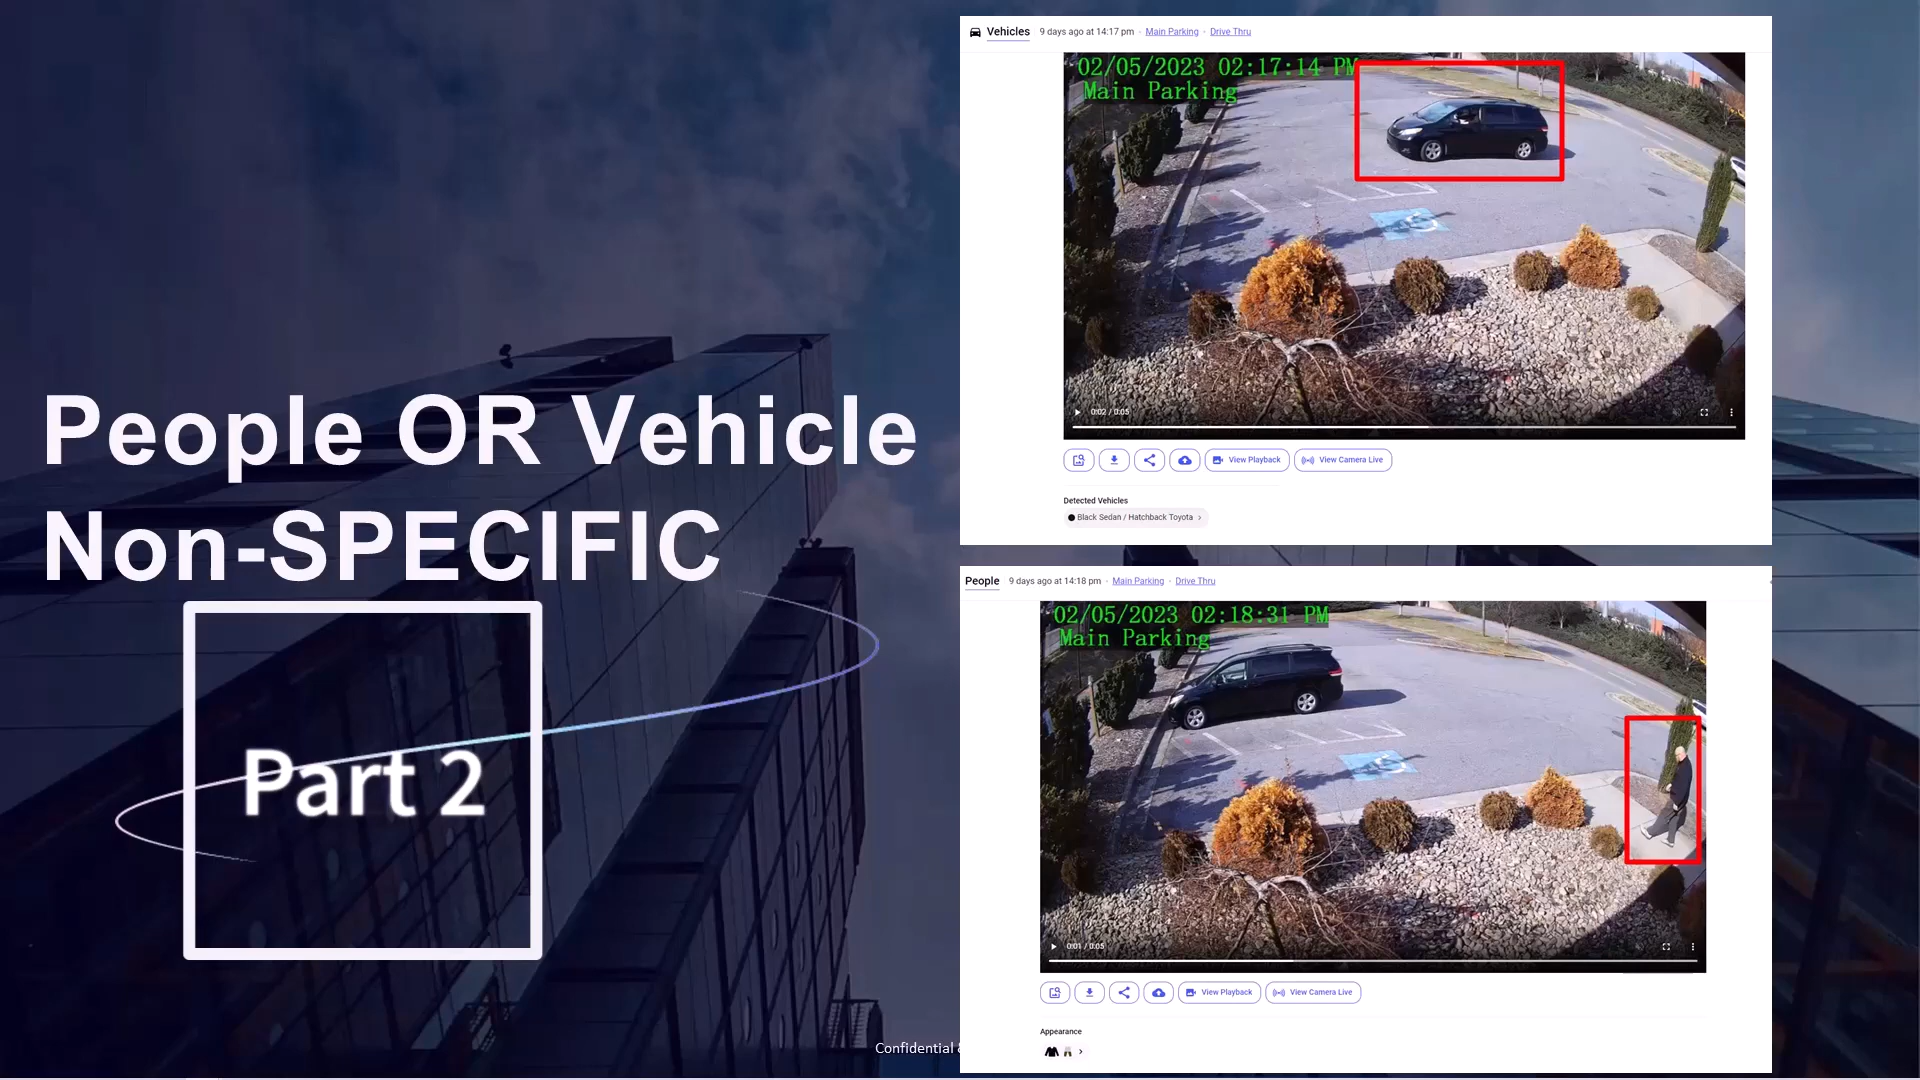 People OR Vehicle
Non-SPECIFIC
Part 2
Confidential
Vehicles 9 days ago at 14:17 pm · Main Parking · Drive Thru
02/05/2023 02:17:14 PM
Main Parking
0:02 / 0:05
View Playback View Camera Live
Detected Vehicles
Black Sedan / Hatchback Toyota
People 9 days ago at 14:18 pm · Main Parking · Drive Thru
02/05/2023 02:18:31 PM
Main Parking
0:01 / 0:05
View Playback View Camera Live
Appearance